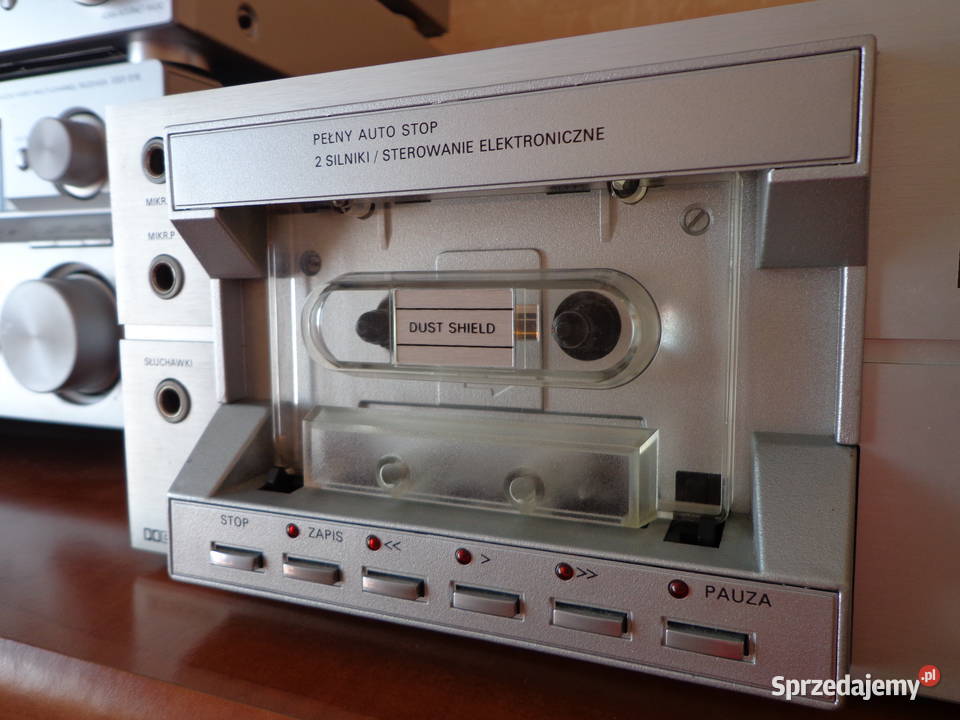 PEŁNY AUTO STOP
2 SILNIKI / STEROWANIE ELEKTRONICZNE
MIKR.
MIKR.P
DUST SHIELD
SŁUCHAWKI
STOP
ZAPIS
<<
>
>>
PAUZA
Sprzedajemy.pl